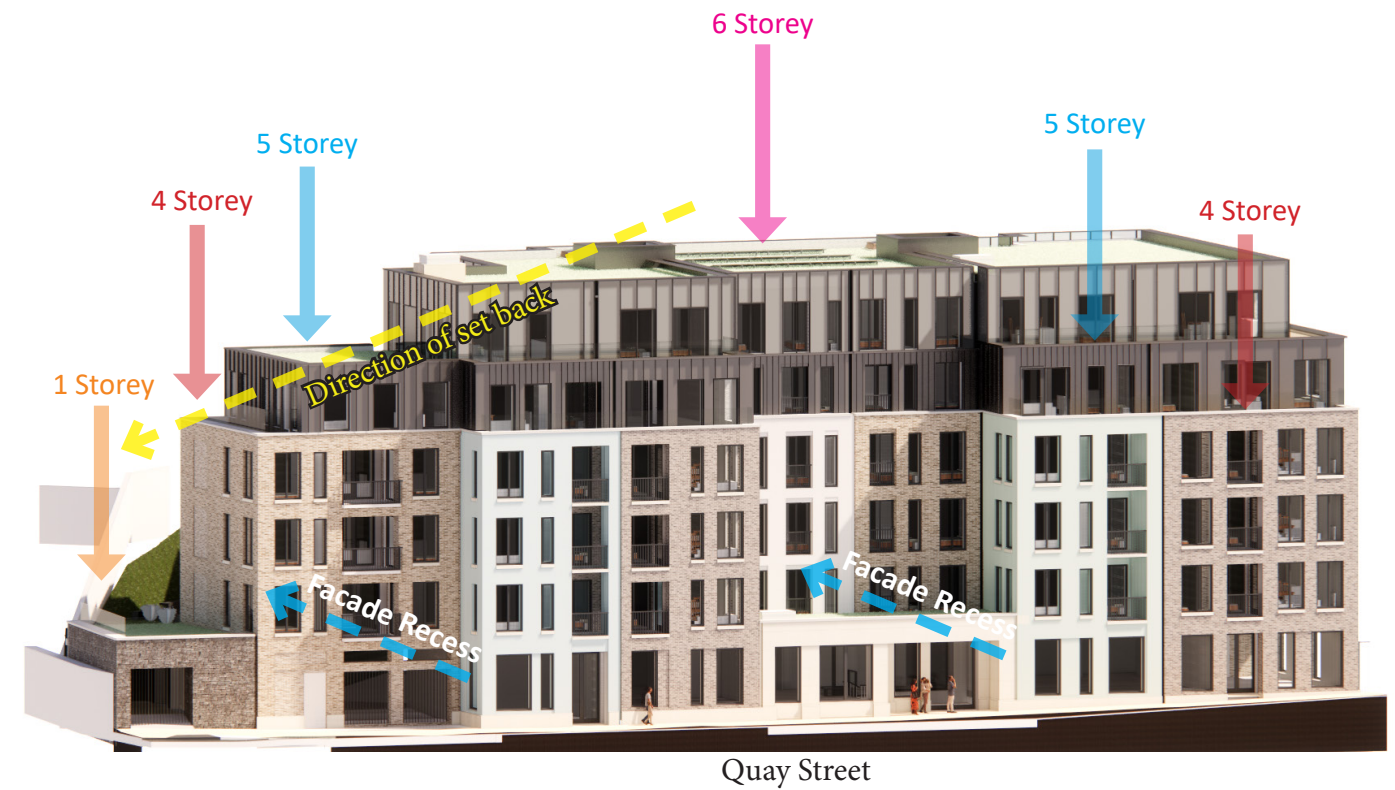 6 Storey
5 Storey
5 Storey
4 Storey
4 Storey
1 Storey
Direction of set back
Facade Recess
Facade Recess
Quay Street